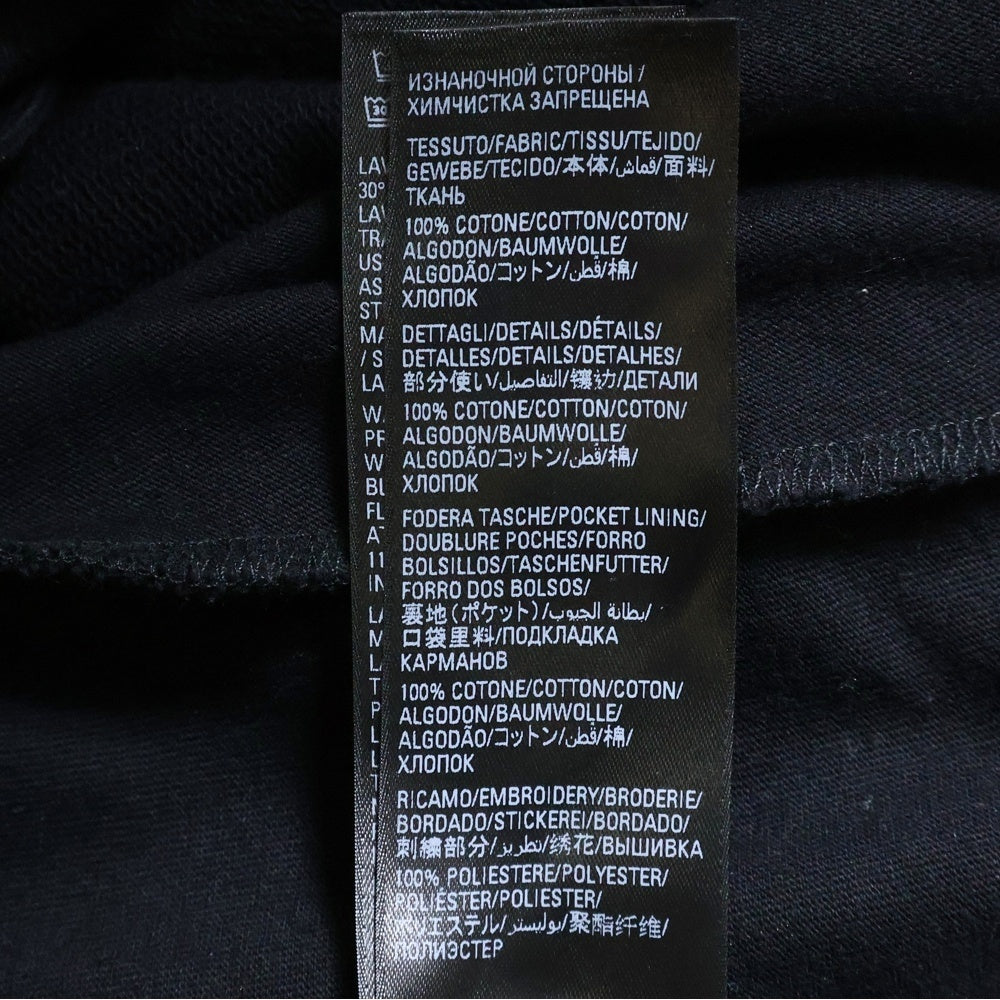 ИЗНАНОЧНОЙ СТОРОНЫ /
ХИМЧИСТКА ЗАПРЕЩЕНА
TESSUTO/FABRIC/TISSU/TEJIDO/
GEWEBE/TECIDO/本体/قماش/面料/
ТКАНЬ
100% COTONE/COTTON/COTON/
ALGODON/BAUMWOLLE/
ALGODÃO/コットン/قطن/棉/
ХЛОПОК
DETTAGLI/DETAILS/DÉTAILS/
DETALLES/DETAILS/DETALHES/
部分使い/التفاصيل/镶边/ДЕТАЛИ
100% COTONE/COTTON/COTON/
ALGODON/BAUMWOLLE/
ALGODÃO/コットン/قطن/棉/
ХЛОПОК
FODERA TASCHE/POCKET LINING/
DOUBLURE POCHES/FORRO
BOLSILLOS/TASCHENFUTTER/
FORRO DOS BOLSOS/
裏地(ポケット)/بطانة الجيوب/
口袋里料/ПОДКЛАДКА
КАРМАНОВ
100% COTONE/COTTON/COTON/
ALGODON/BAUMWOLLE/
ALGODÃO/コットン/قطن/棉/
ХЛОПОК
RICAMO/EMBROIDERY/BRODERIE/
BORDADO/STICKEREI/BORDADO/
刺繍部分/تطريز/绣花/ВЫШИВКА
100% POLIESTERE/POLYESTER/
POLIÉSTER/POLIESTER/
ポリエステル/بوليستر/聚酯纤维/
ПОЛИЭСТЕР
30°